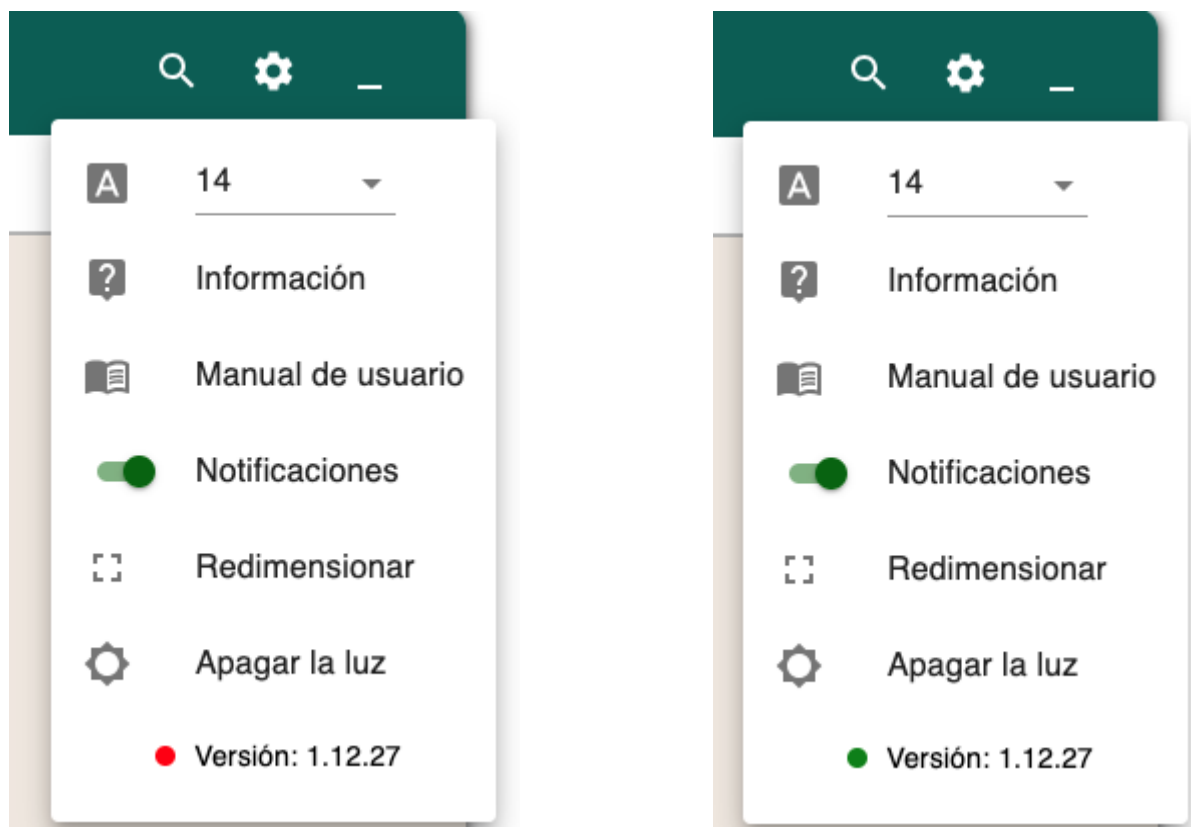 14
Información
Manual de usuario
Notificaciones
Redimensionar
Apagar la luz
Versión: 1.12.27
14
Información
Manual de usuario
Notificaciones
Redimensionar
Apagar la luz
Versión: 1.12.27